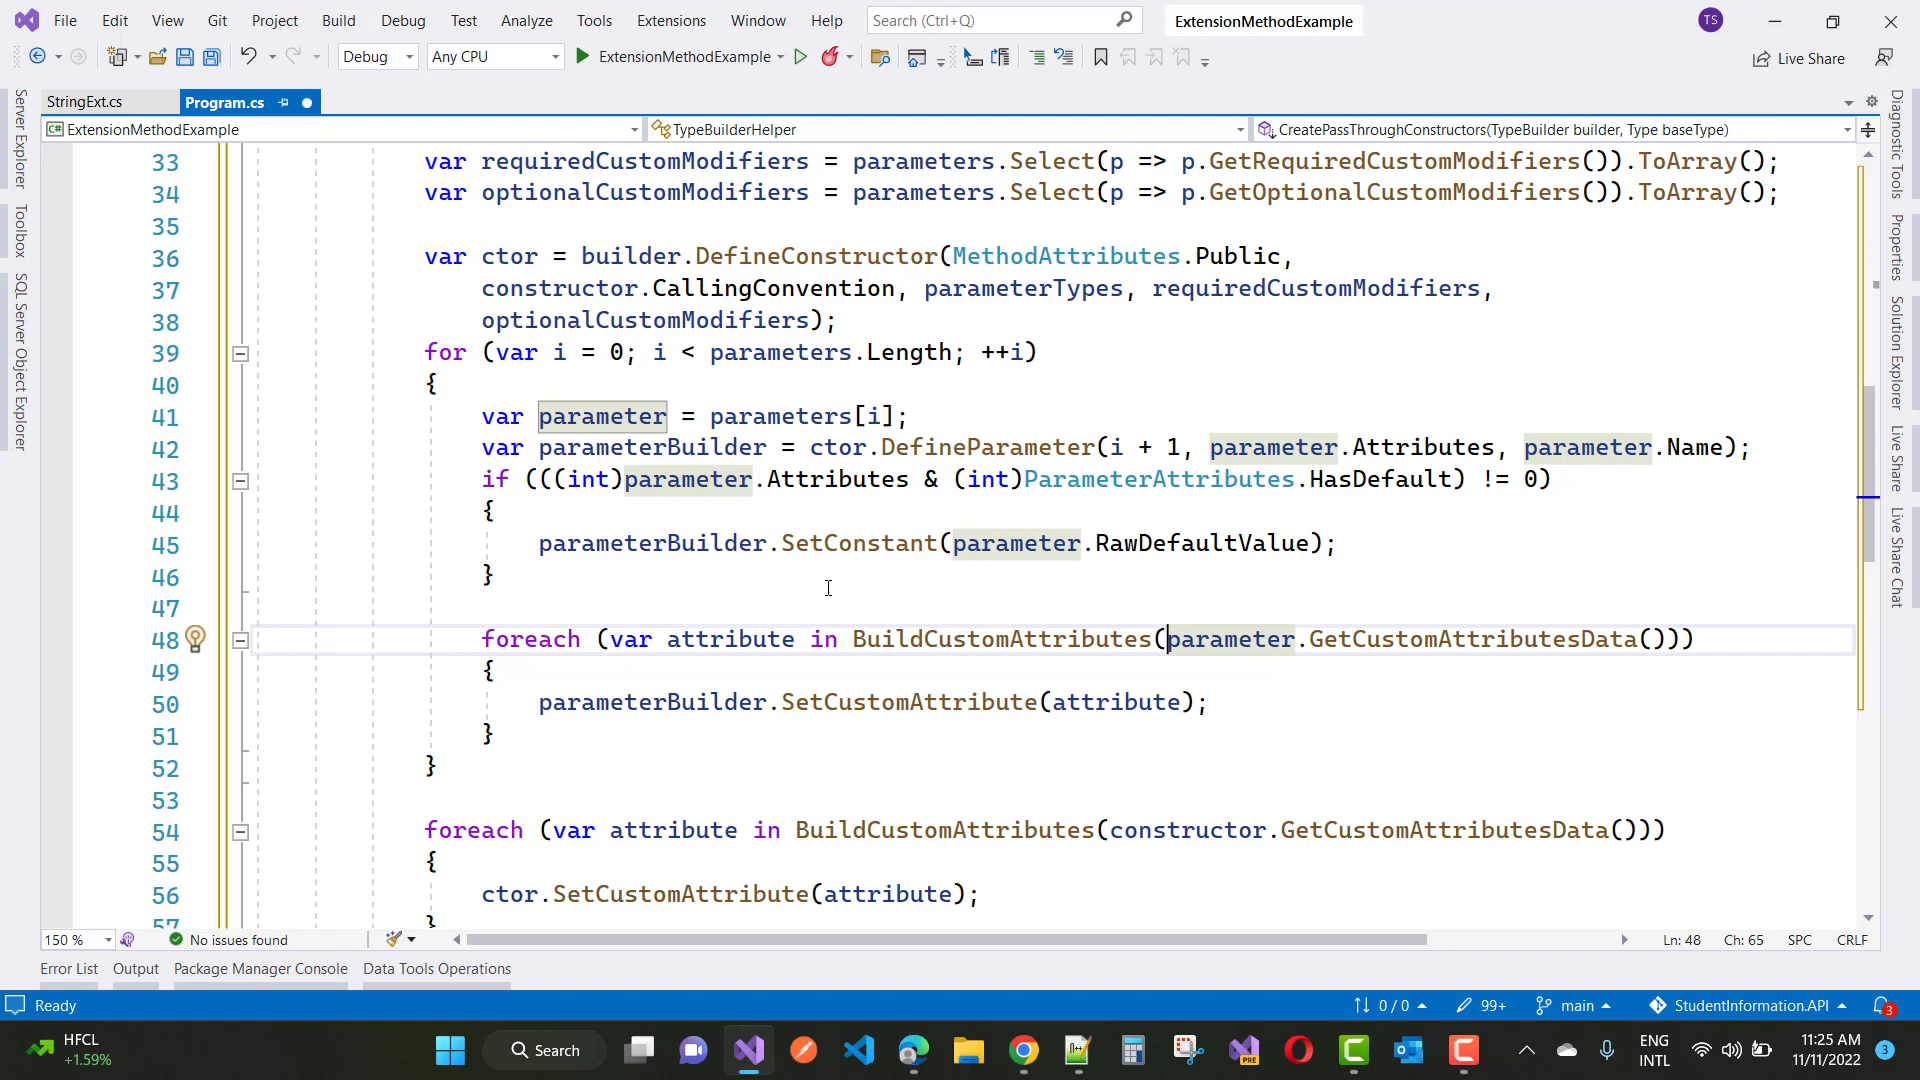 File Edit View Git Project Build Debug Test Analyze Tools Extensions Window Help Search (Ctrl+Q) ExtensionMethodExample TS
Debug Any CPU ExtensionMethodExample Live Share
StringExt.cs Program.cs
C# ExtensionMethodExample TypeBuilderHelper CreatePassThroughConstructors(TypeBuilder builder, Type baseType)
33 var requiredCustomModifiers = parameters.Select(p => p.GetRequiredCustomModifiers()).ToArray();
34 var optionalCustomModifiers = parameters.Select(p => p.GetOptionalCustomModifiers()).ToArray();
35
36 var ctor = builder.DefineConstructor(MethodAttributes.Public,
37 constructor.CallingConvention, parameterTypes, requiredCustomModifiers,
38 optionalCustomModifiers);
39 for (var i = 0; i < parameters.Length; ++i)
40 {
41 var parameter = parameters[i];
42 var parameterBuilder = ctor.DefineParameter(i + 1, parameter.Attributes, parameter.Name);
43 if (((int)parameter.Attributes & (int)ParameterAttributes.HasDefault) != 0)
44 {
45 parameterBuilder.SetConstant(parameter.RawDefaultValue);
46 }
47
48 foreach (var attribute in BuildCustomAttributes(parameter.GetCustomAttributesData()))
49 {
50 parameterBuilder.SetCustomAttribute(attribute);
51 }
52 }
53
54 foreach (var attribute in BuildCustomAttributes(constructor.GetCustomAttributesData()))
55 {
56 ctor.SetCustomAttribute(attribute);
57 }
Server Explorer
Toolbox
SQL Server Object Explorer
Diagnostic Tools
Properties
Solution Explorer
Live Share
Live Share Chat
150 % No issues found Ln: 48 Ch: 65 SPC CRLF
Error List Output Package Manager Console Data Tools Operations
Ready 0 / 0 99+ main StudentInformation.API 3
HFCL
+1.59%
Search
PRE
ENG
INTL
11:25 AM
11/11/2022
3